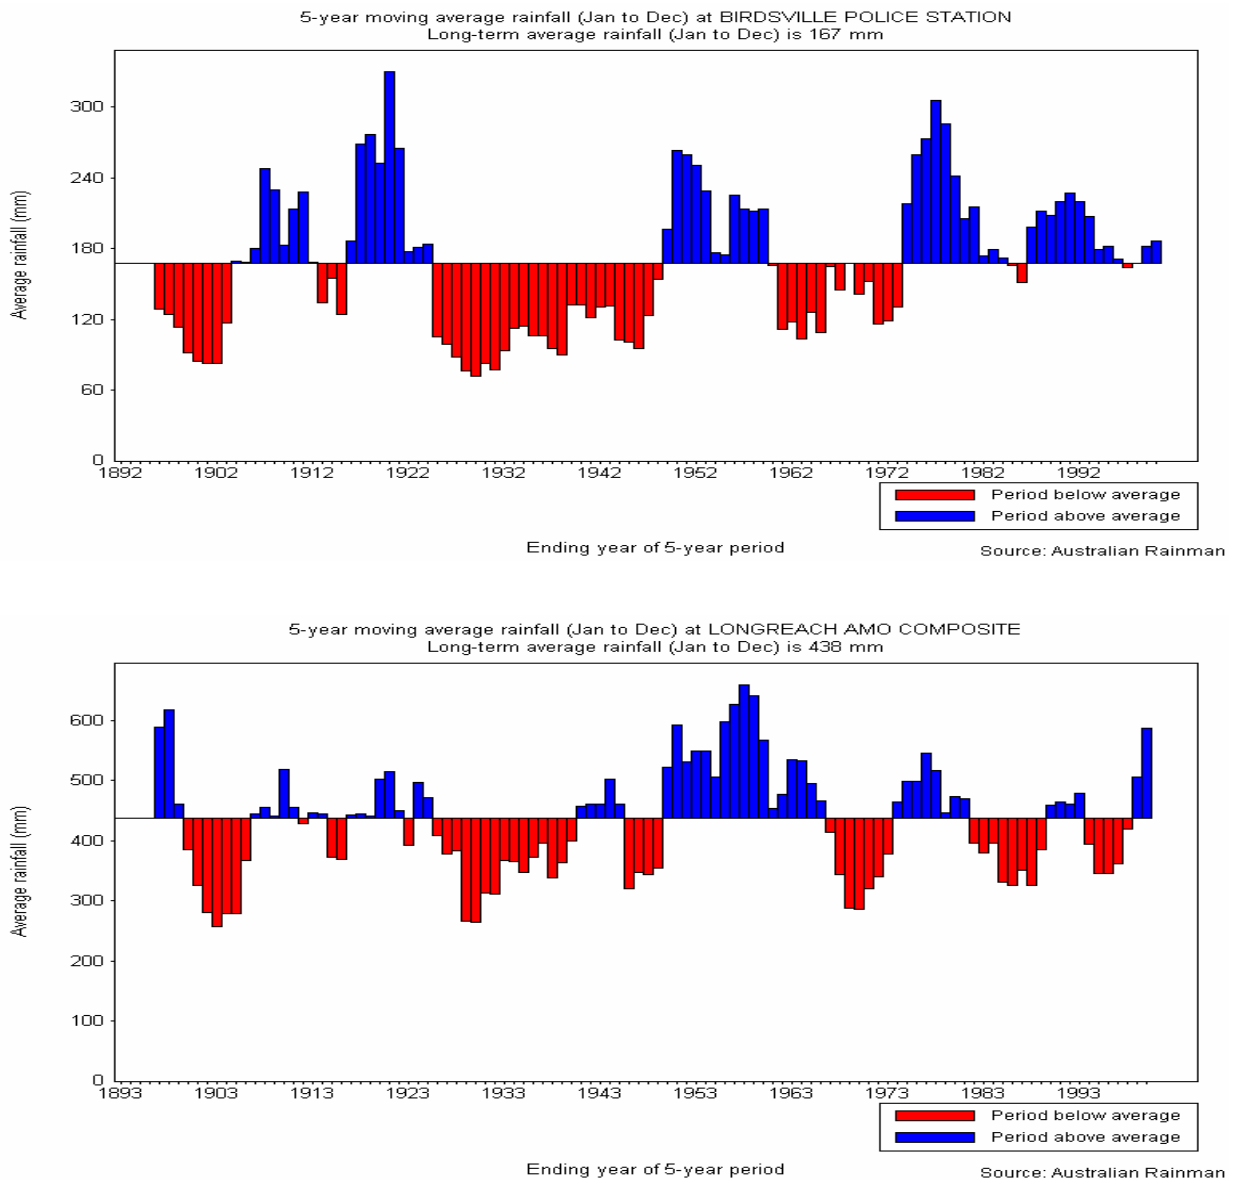 5-year moving average rainfall (Jan to Dec) at BIRDSVILLE POLICE STATION
Long-term average rainfall (Jan to Dec) is 167 mm
Average rainfall (mm)
300
240
180
120
60
0
1892 1902 1912 1922 1932 1942 1952 1962 1972 1982 1992
Period below average
Period above average
Ending year of 5-year period
Source: Australian Rainman
5-year moving average rainfall (Jan to Dec) at LONGREACH AMO COMPOSITE
Long-term average rainfall (Jan to Dec) is 438 mm
Average rainfall (mm)
600
500
400
300
200
100
0
1893 1903 1913 1923 1933 1943 1953 1963 1973 1983 1993
Period below average
Period above average
Ending year of 5-year period
Source: Australian Rainman